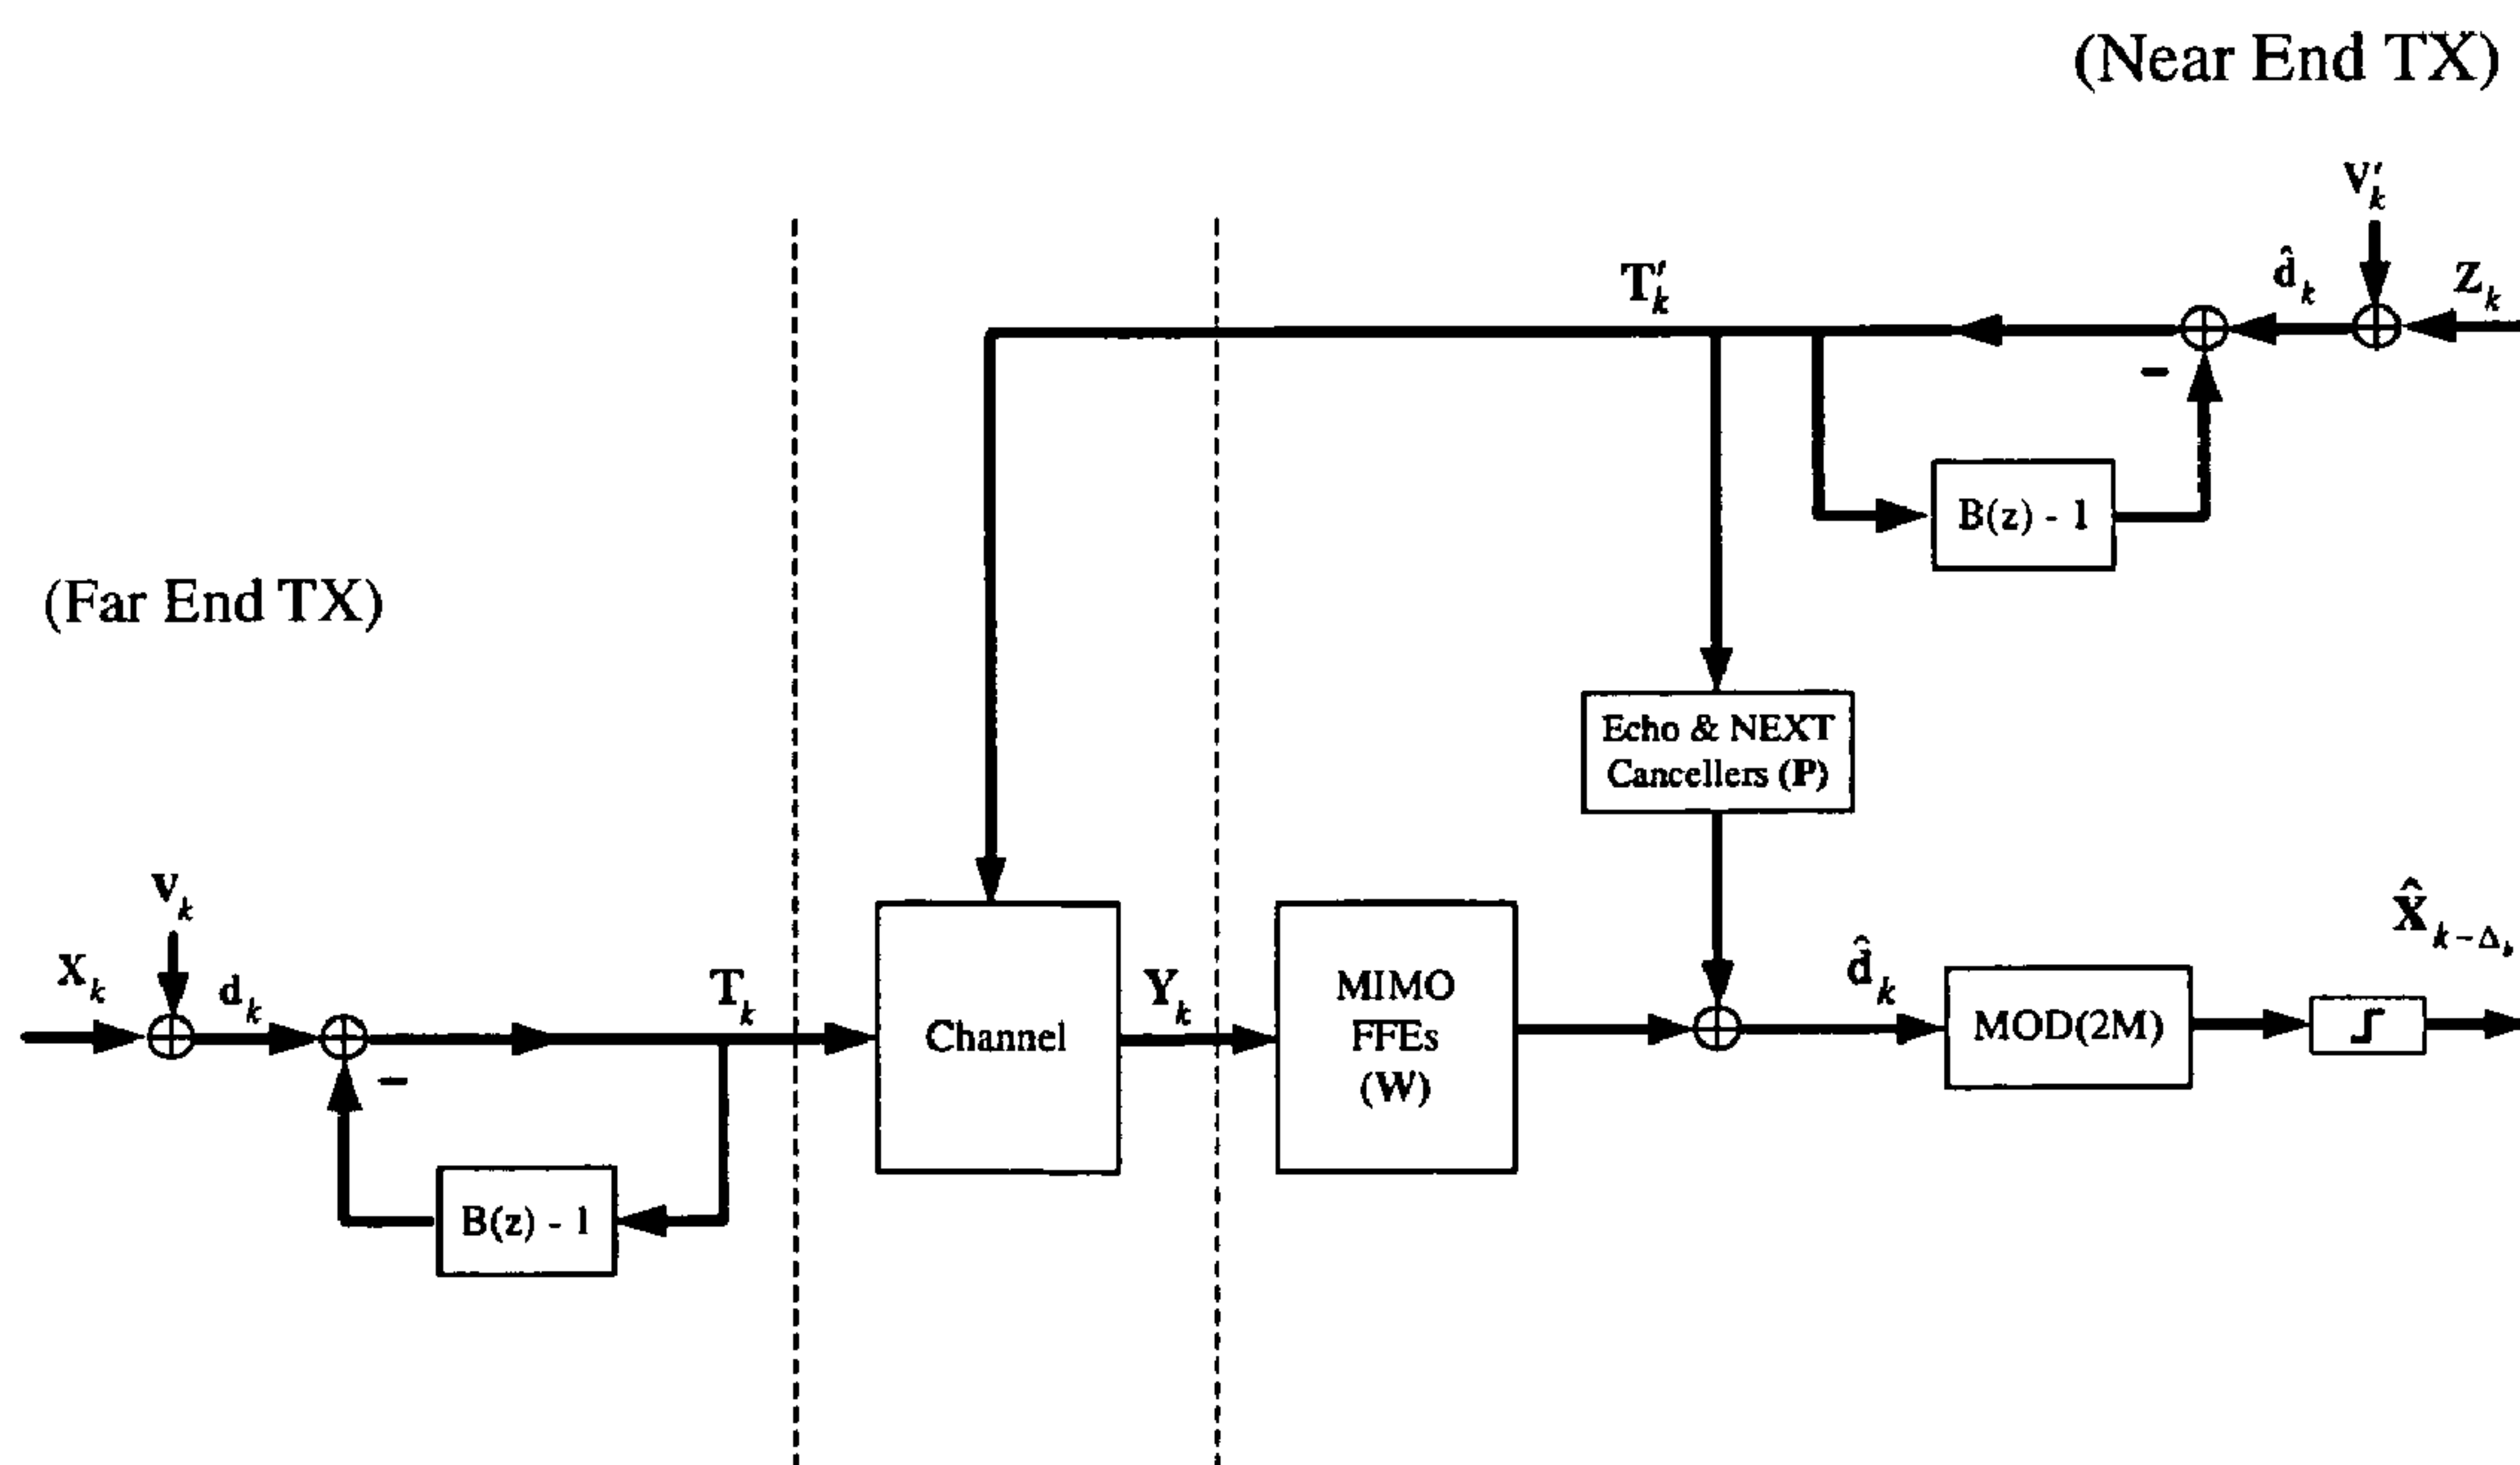 (Near End TX)
V′k
T′k
d̂k
Zk
B(z) - 1
(Far End TX)
Echo & NEXT
Cancellers (P)
vk
Xk
dk
Tk
Channel
Yk
MIMO
FFEs
(W)
d̂k
MOD(2M)
X̂k-Δ,
B(z) - 1